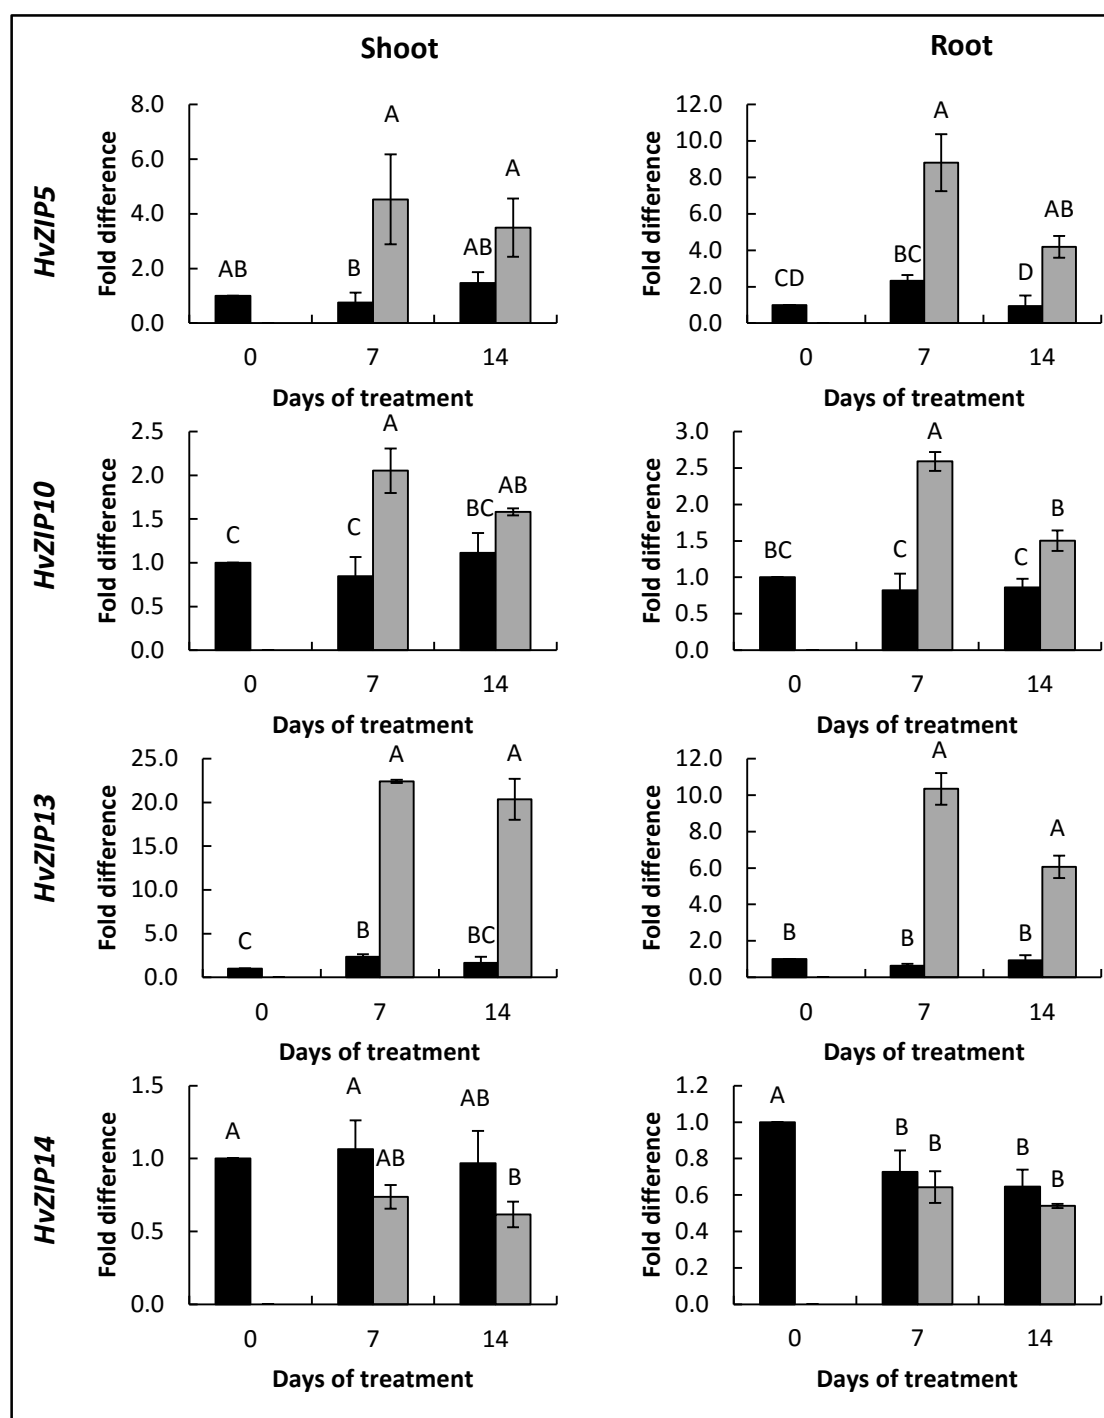 Shoot Root
HvZIP5
Fold difference
8.0
6.0
4.0
2.0
0.0
AB
B
A
AB
A
0 7 14
Days of treatment
Fold difference
12.0
10.0
8.0
6.0
4.0
2.0
0.0
CD
BC
A
D
AB
0 7 14
Days of treatment
HvZIP10
Fold difference
2.5
2.0
1.5
1.0
0.5
0.0
C
C
A
BC
AB
0 7 14
Days of treatment
Fold difference
3.0
2.5
2.0
1.5
1.0
0.5
0.0
BC
C
A
C
B
0 7 14
Days of treatment
HvZIP13
Fold difference
25.0
20.0
15.0
10.0
5.0
0.0
C
B
A
BC
A
0 7 14
Days of treatment
Fold difference
12.0
10.0
8.0
6.0
4.0
2.0
0.0
B
B
A
B
A
0 7 14
Days of treatment
HvZIP14
Fold difference
1.5
1.0
0.5
0.0
A
A
AB
AB
B
0 7 14
Days of treatment
Fold difference
1.2
1.0
0.8
0.6
0.4
0.2
0.0
A
B
B
B
B
0 7 14
Days of treatment